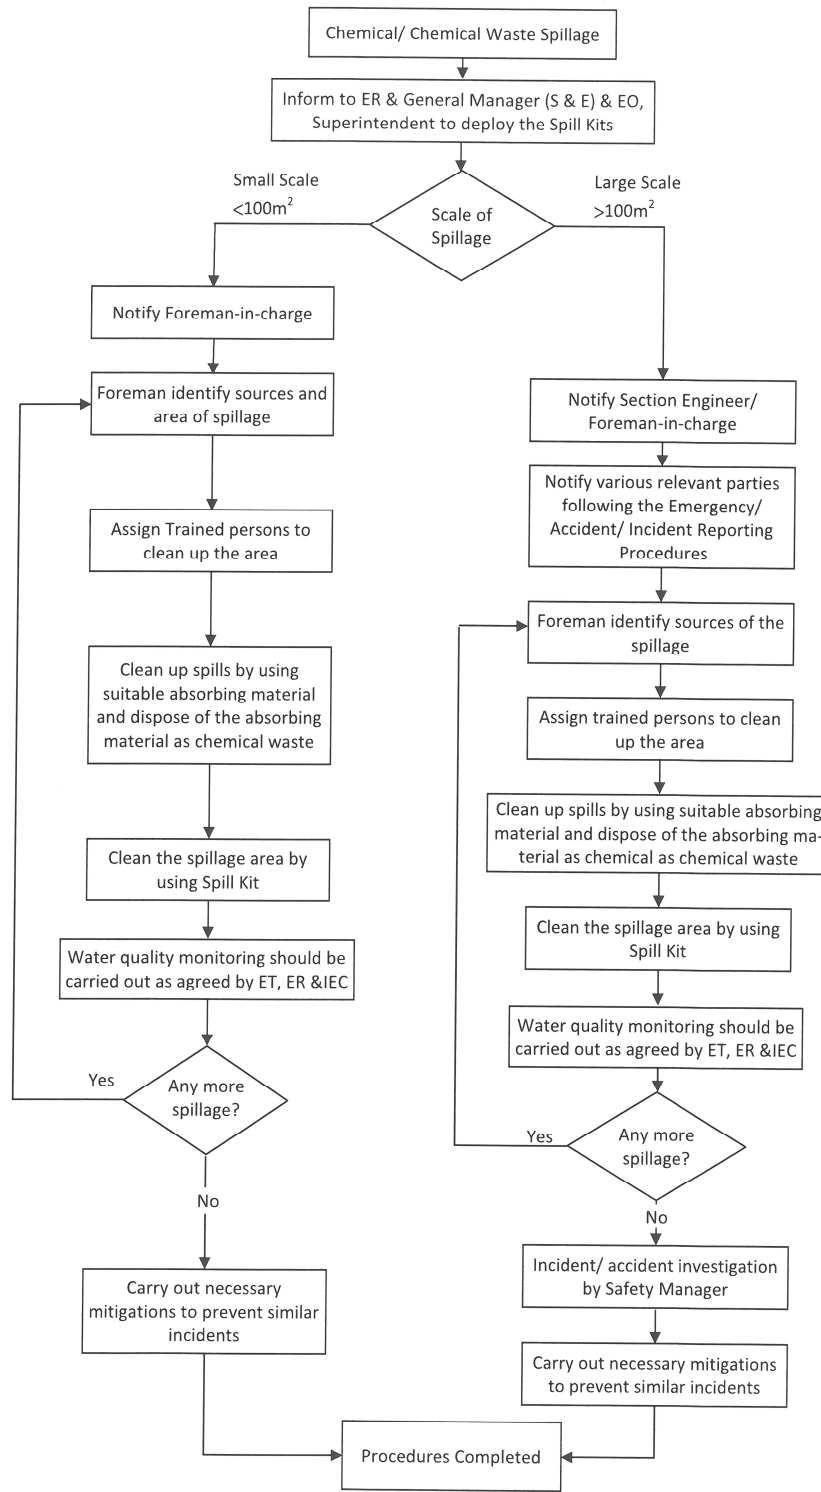 Chemical/ Chemical Waste Spillage
Inform to ER & General Manager (S & E) & EO,
Superintendent to deploy the Spill Kits
Scale of
Spillage
Small Scale
<100m²
Large Scale
>100m²
Notify Foreman-in-charge
Foreman identify sources and
area of spillage
Assign Trained persons to
clean up the area
Clean up spills by using
suitable absorbing material
and dispose of the absorbing
material as chemical waste
Clean the spillage area by
using Spill Kit
Water quality monitoring should be
carried out as agreed by ET, ER &IEC
Any more
spillage?
Yes
No
Carry out necessary
mitigations to prevent similar
incidents
Notify Section Engineer/
Foreman-in-charge
Notify various relevant parties
following the Emergency/
Accident/ Incident Reporting
Procedures
Foreman identify sources of the
spillage
Assign trained persons to clean
up the area
Clean up spills by using suitable absorbing
material and dispose of the absorbing ma-
terial as chemical as chemical waste
Clean the spillage area by using
Spill Kit
Water quality monitoring should be
carried out as agreed by ET, ER &IEC
Any more
spillage?
Yes
No
Incident/ accident investigation
by Safety Manager
Carry out necessary mitigations
to prevent similar incidents
Procedures Completed